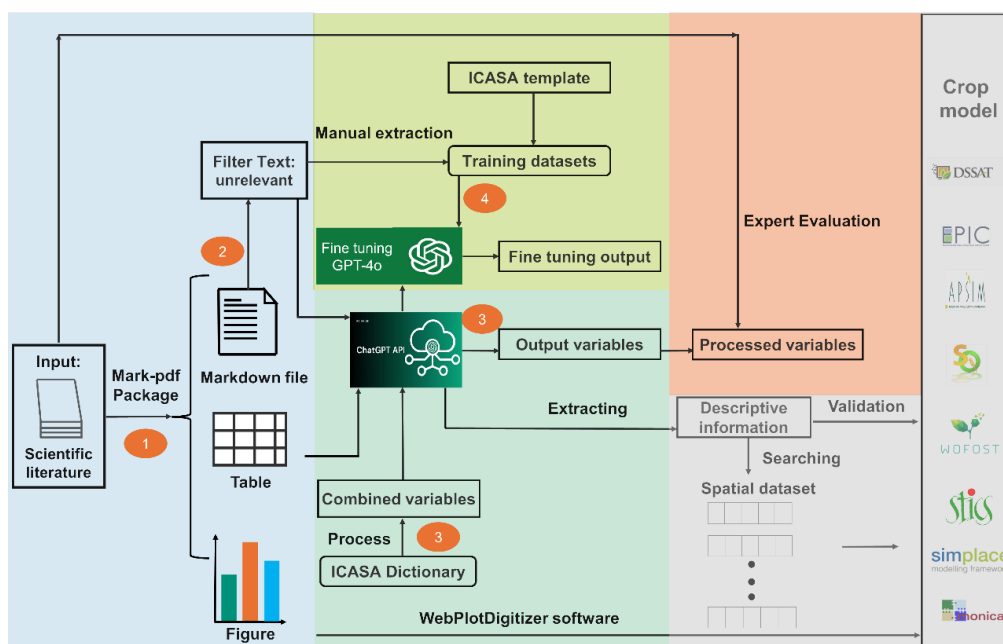 ICASA template
Crop
model
Manual extraction
Filter Text:
unrelevant
Training datasets
DSSAT
4
Expert Evaluation
2
Fine tuning
GPT-4o
Fine tuning output
EPIC
APSIM
3
ChatGPT API
Input:
Mark-pdf
Package
Markdown file
Output variables
Processed variables
1
Extracting
Descriptive
information
Validation
Scientific
literature
WOFOST
Table
Searching
Combined variables
Spatial dataset
stics
Process
3
ICASA Dictionary
simplace
modelling framework
WebPlotDigitizer software
monica
Figure